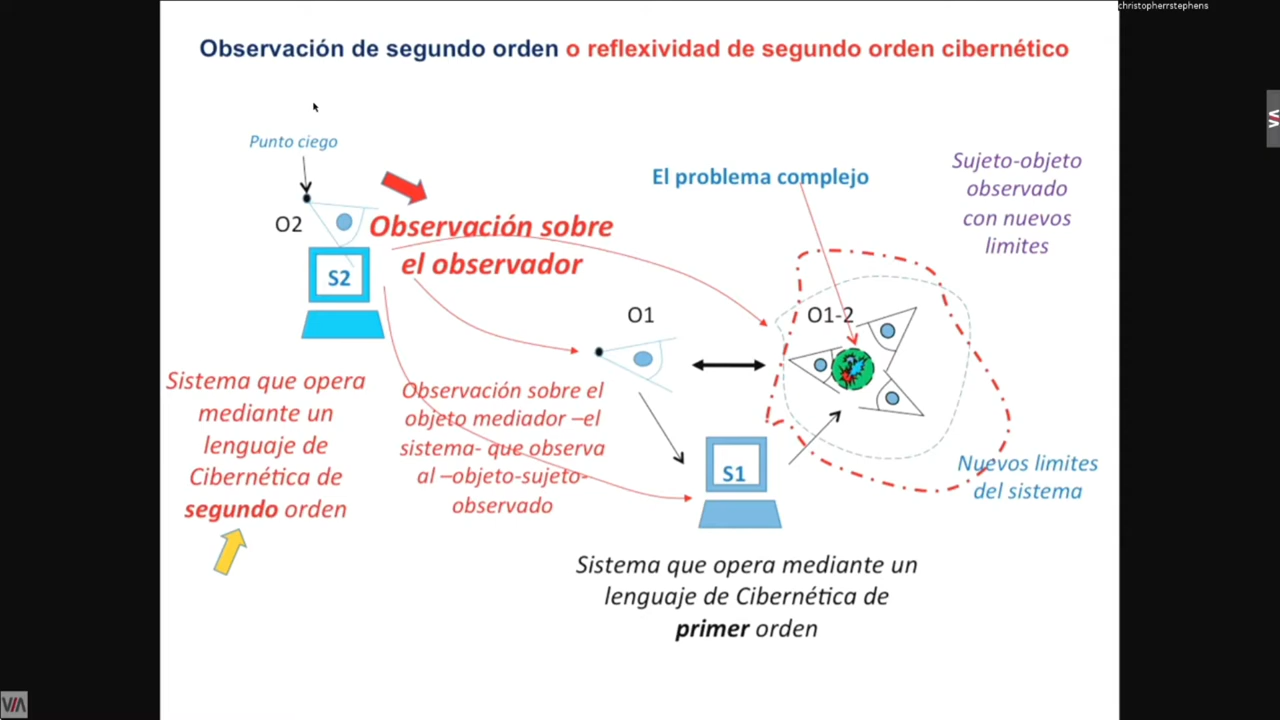 christopherrstephens
Observación de segundo orden o reflexividad de segundo orden cibernético
Punto ciego
O2
S2
Observación sobre
el observador
El problema complejo
Sujeto-objeto
observado
con nuevos
limites
O1
O1-2
Sistema que opera
mediante un
lenguaje de
Cibernética de
segundo orden
Observación sobre el
objeto mediador –el
sistema- que observa
al –objeto-sujeto-
observado
S1
Nuevos limites
del sistema
Sistema que opera mediante un
lenguaje de Cibernética de
primer orden
VIA